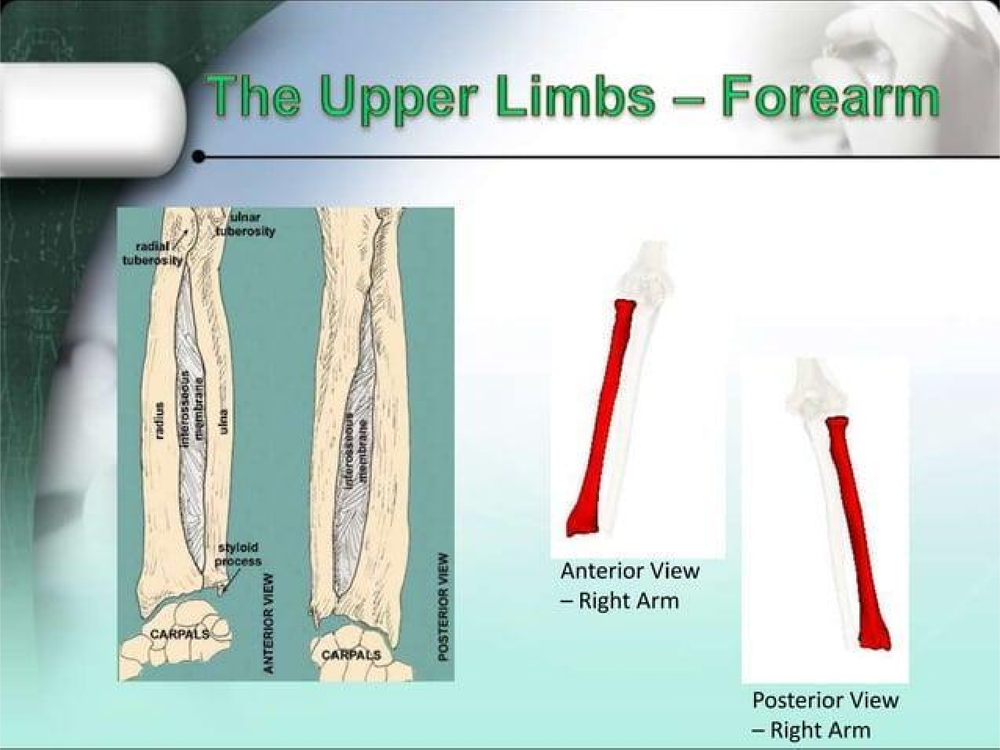 The Upper Limbs – Forearm
ulnar
tuberosity
radial
tuberosity
radius
interosseous
membrane
ulna
interosseous
membrane
styloid
process
CARPALS
ANTERIOR VIEW
CARPALS
POSTERIOR VIEW
Anterior View
– Right Arm
Posterior View
– Right Arm